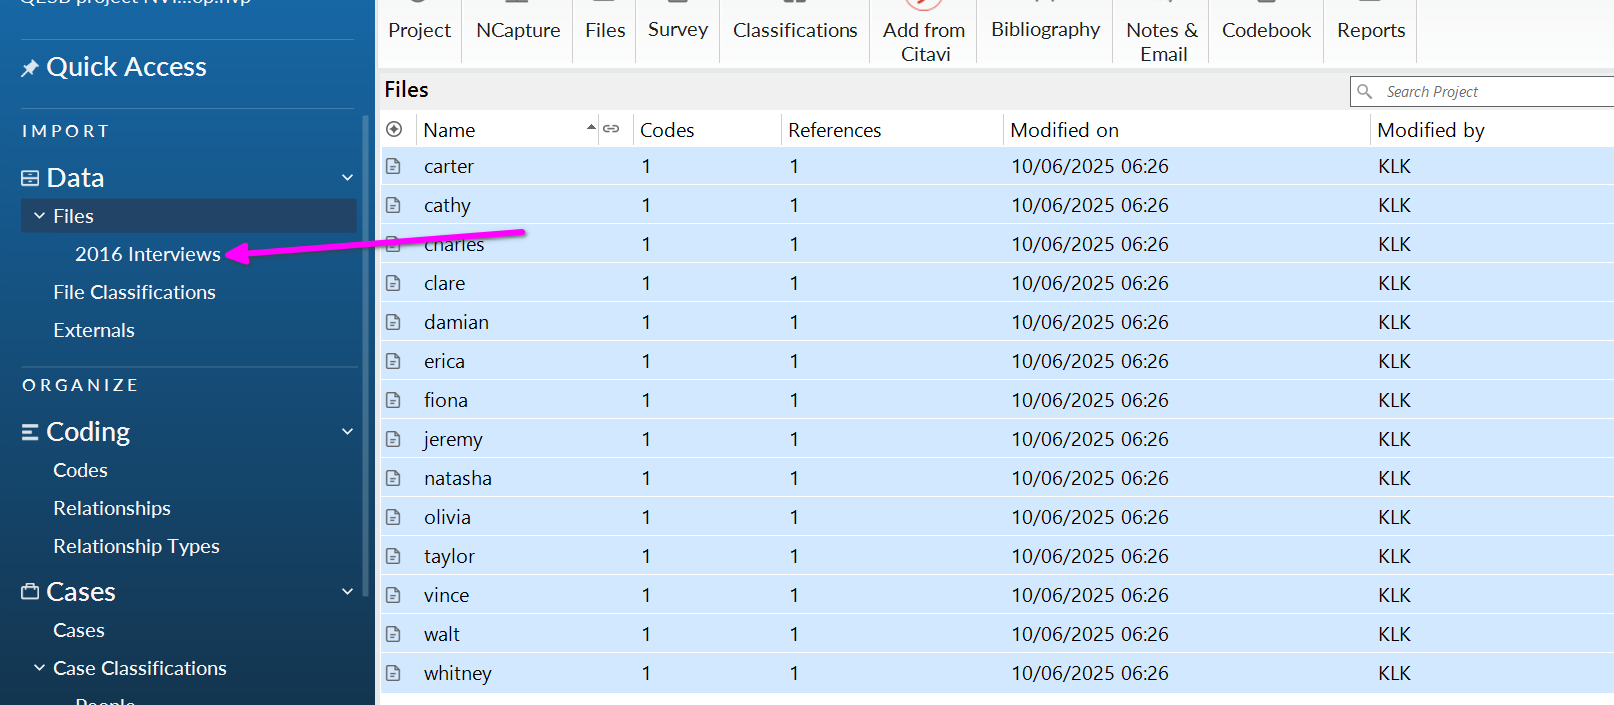 Quick Access
IMPORT
Data
Files
2016 Interviews
File Classifications
Externals
ORGANIZE
Coding
Codes
Relationships
Relationship Types
Cases
Cases
Case Classifications
People
Project NCapture Files Survey Classifications Add from Citavi Bibliography Notes & Email Codebook Reports
Files
Search Project
Name Codes References Modified on Modified by
carter 1 1 10/06/2025 06:26 KLK
cathy 1 1 10/06/2025 06:26 KLK
charles 1 1 10/06/2025 06:26 KLK
clare 1 1 10/06/2025 06:26 KLK
damian 1 1 10/06/2025 06:26 KLK
erica 1 1 10/06/2025 06:26 KLK
fiona 1 1 10/06/2025 06:26 KLK
jeremy 1 1 10/06/2025 06:26 KLK
natasha 1 1 10/06/2025 06:26 KLK
olivia 1 1 10/06/2025 06:26 KLK
taylor 1 1 10/06/2025 06:26 KLK
vince 1 1 10/06/2025 06:26 KLK
walt 1 1 10/06/2025 06:26 KLK
whitney 1 1 10/06/2025 06:26 KLK